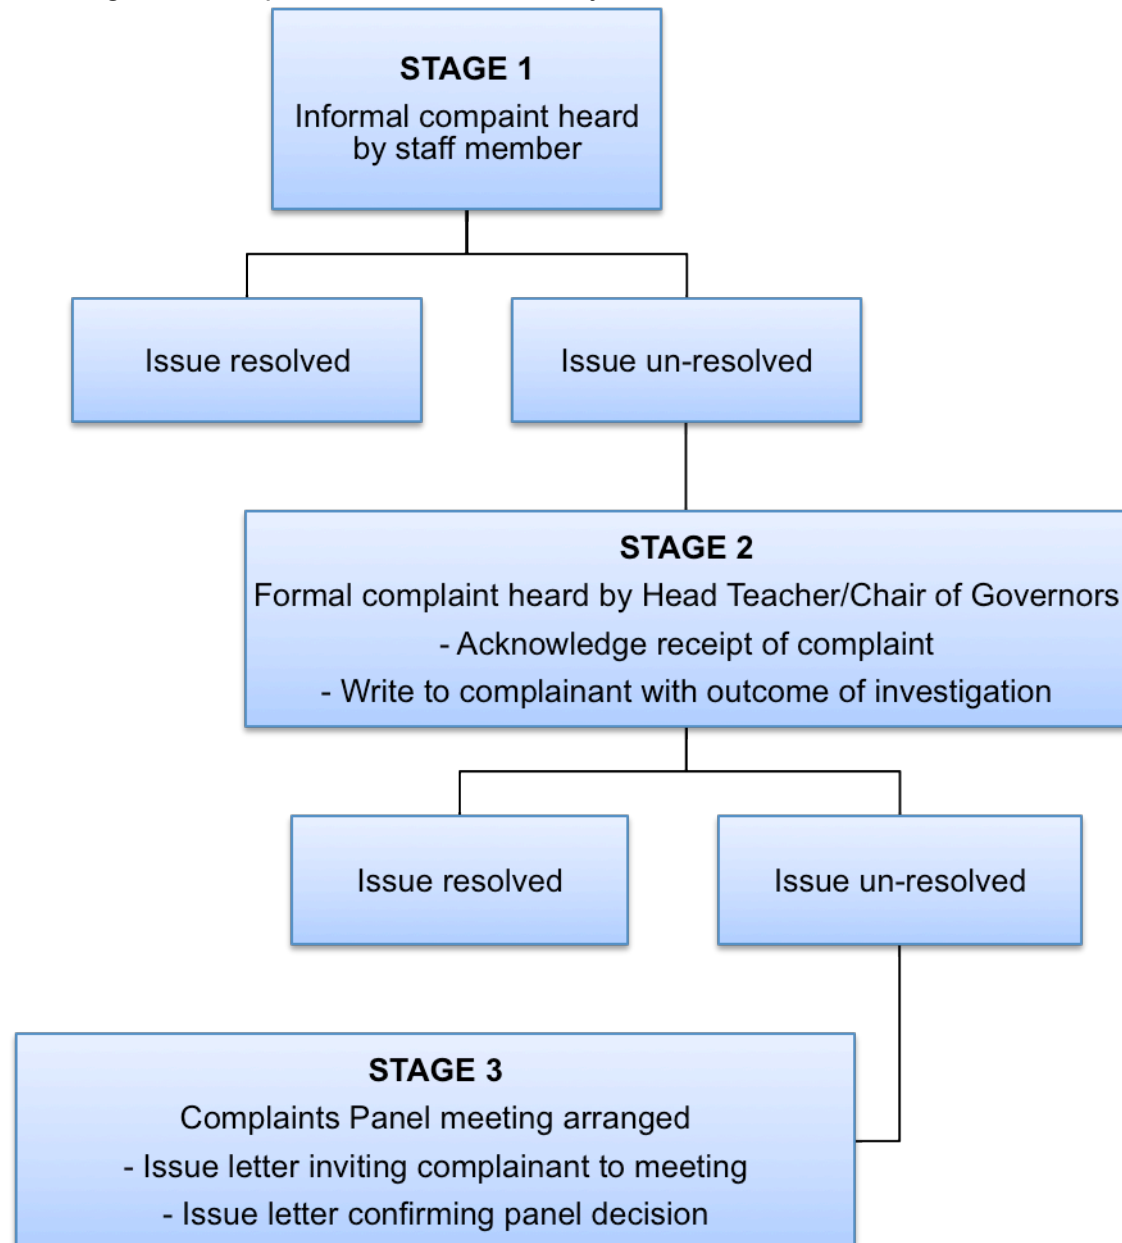 STAGE 1
Informal compaint heard
by staff member
Issue resolved
Issue un-resolved
STAGE 2
Formal complaint heard by Head Teacher/Chair of Governors
- Acknowledge receipt of complaint
- Write to complainant with outcome of investigation
Issue resolved
Issue un-resolved
STAGE 3
Complaints Panel meeting arranged
- Issue letter inviting complainant to meeting
- Issue letter confirming panel decision